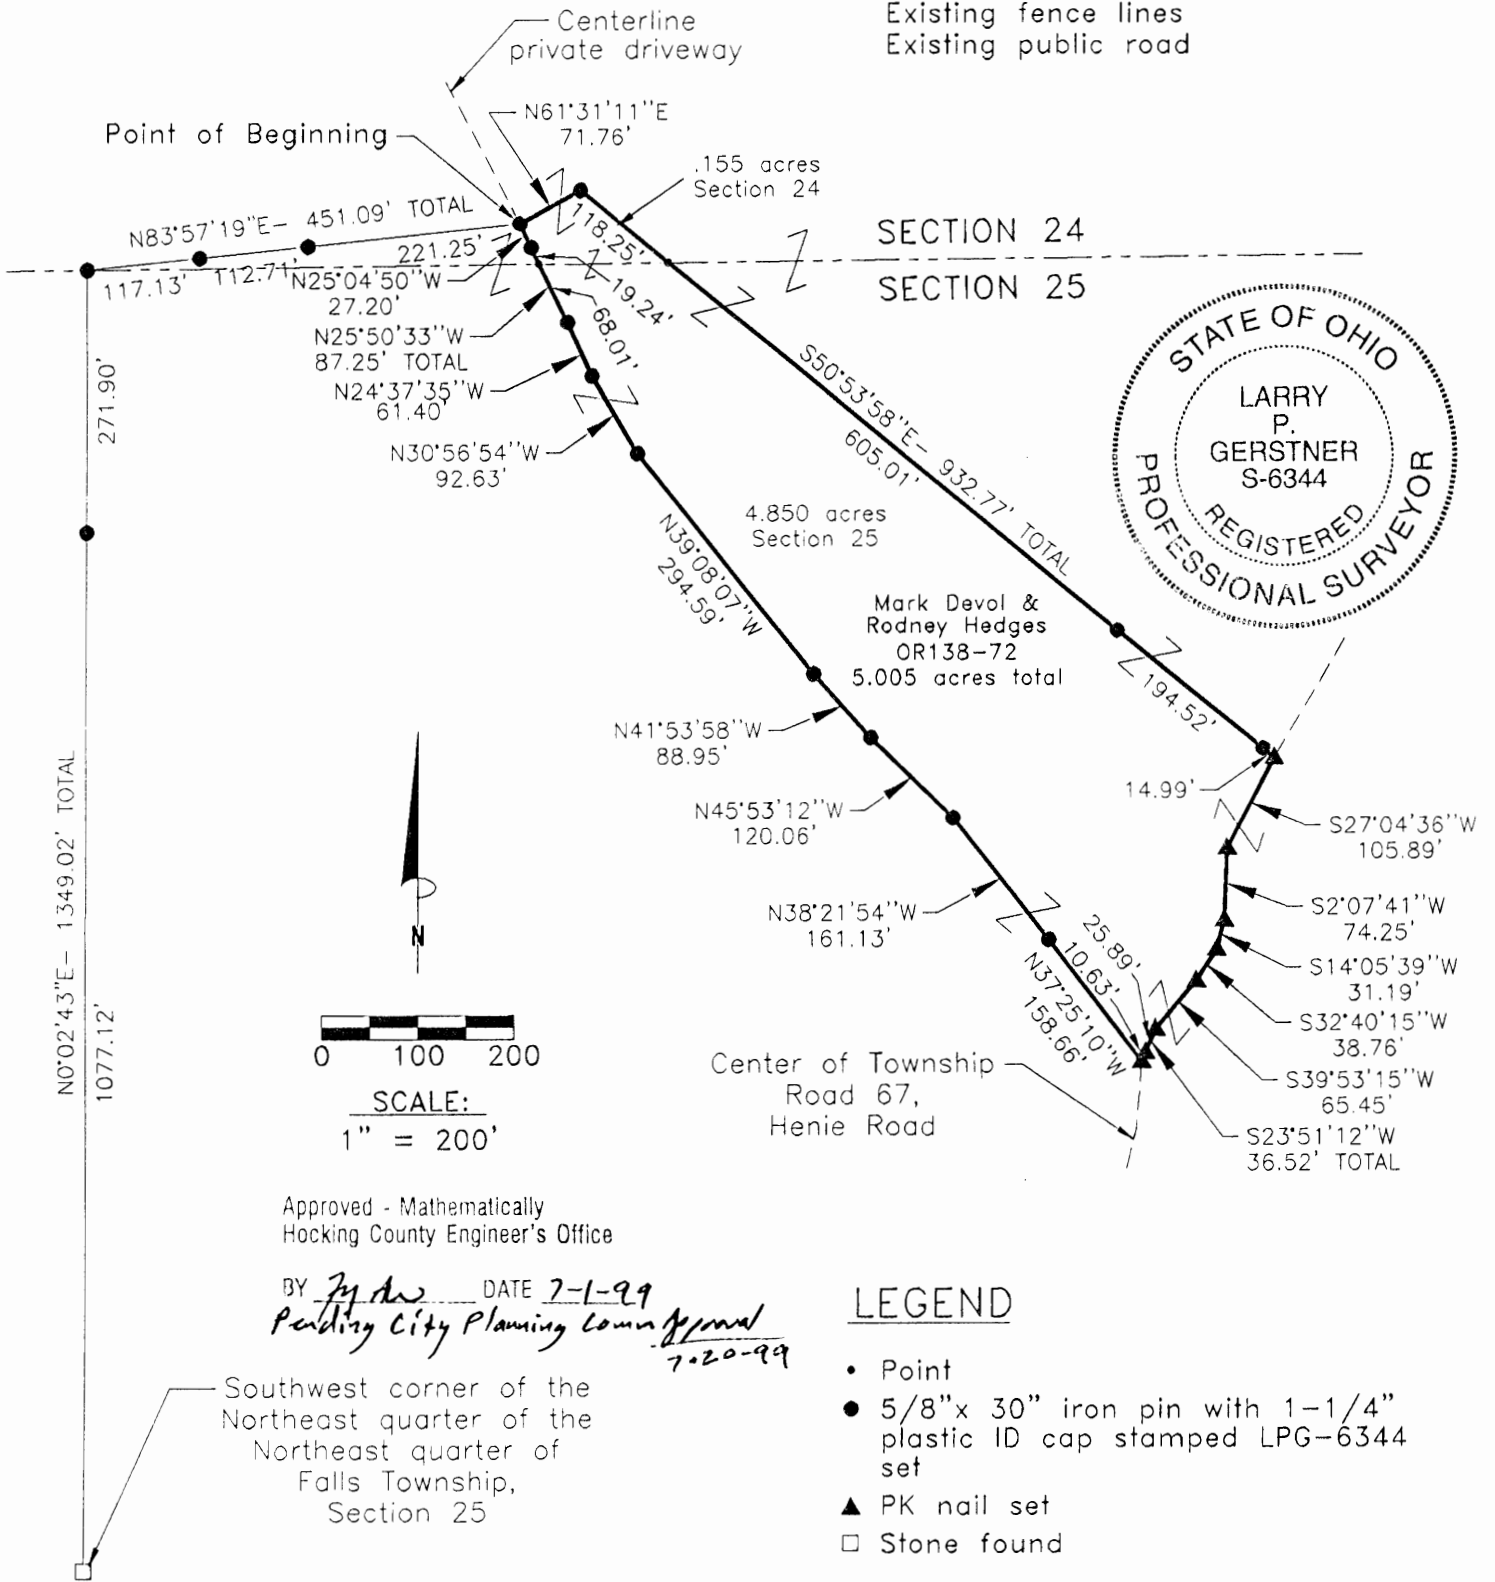 Existing fence lines
Existing public road
Centerline
private driveway
N61°31'11"E
71.76'
Point of Beginning
.155 acres
Section 24
N83°57'19"E- 451.09' TOTAL
118.25'
SECTION 24
221.25'
117.13'
112.71'
N25°04'50"W
27.20'
19.24'
SECTION 25
N25°50'33"W
87.25' TOTAL
68.01'
N24°37'35"W
61.40'
271.90'
S50°53'58"E- 932.77' TOTAL
605.01'
STATE OF OHIO
LARRY
P.
GERSTNER
S-6344
REGISTERED
PROFESSIONAL SURVEYOR
N30°56'54"W
92.63'
4.850 acres
Section 25
N39°08'07"W
294.59'
Mark Devol &
Rodney Hedges
OR138-72
5.005 acres total
194.52'
N41°53'58"W
88.95'
14.99'
N45°53'12"W
120.06'
S27°04'36"W
105.89'
N38°21'54"W
161.13'
S2°07'41"W
74.25'
25.89'
10.63'
S14°05'39"W
31.19'
N37°25'10"W
158.66'
S32°40'15"W
38.76'
S39°53'15"W
65.45'
S23°51'12"W
36.52' TOTAL
N0°02'43"E- 1349.02' TOTAL
1077.12'
N
0 100 200
SCALE:
1" = 200'
Center of Township
Road 67,
Henie Road
Approved - Mathematically
Hocking County Engineer's Office
BY DATE 7-1-99
Pending City Planning Comm Approval
7-20-99
Southwest corner of the
Northeast quarter of the
Northeast quarter of
Falls Township,
Section 25
LEGEND
Point
5/8"x 30" iron pin with 1-1/4"
plastic ID cap stamped LPG-6344
set
PK nail set
Stone found